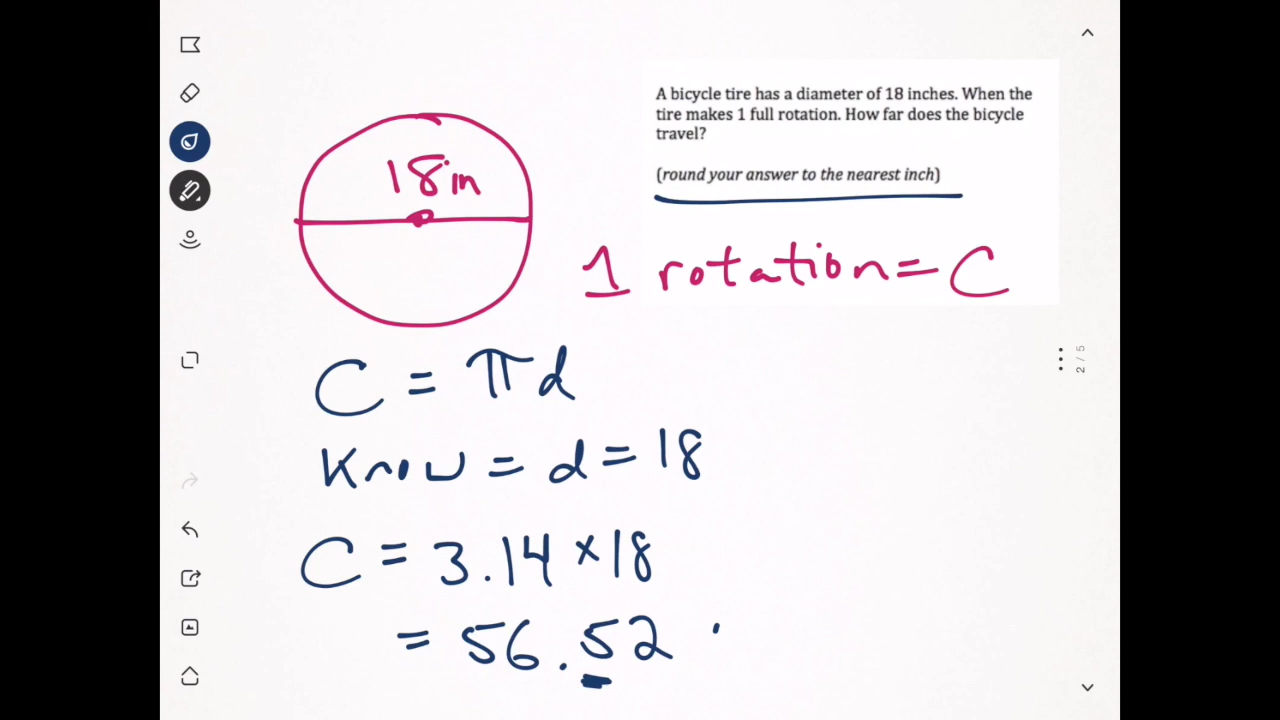 A bicycle tire has a diameter of 18 inches. When the
tire makes 1 full rotation. How far does the bicycle
travel?
(round your answer to the nearest inch)
18in
1 rotation = C
C = πd
Know = d = 18
C = 3.14 × 18
= 56.52
2 / 5